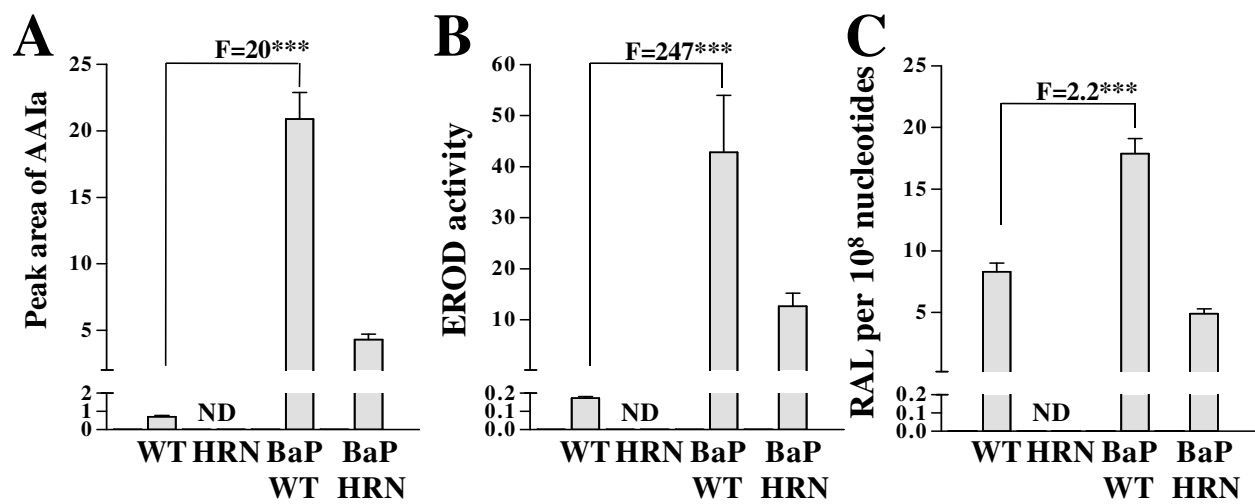 A
F=20***
Peak area of AAIa
25
20
15
10
5
2
1
0
ND
WT HRN BaP BaP
WT HRN
B
F=247***
EROD activity
60
50
40
30
20
10
0.2
0.1
0.0
ND
WT HRN BaP BaP
WT HRN
C
F=2.2***
RAL per 10⁸ nucleotides
25
20
15
10
5
0.2
0.1
0.0
ND
WT HRN BaP BaP
WT HRN